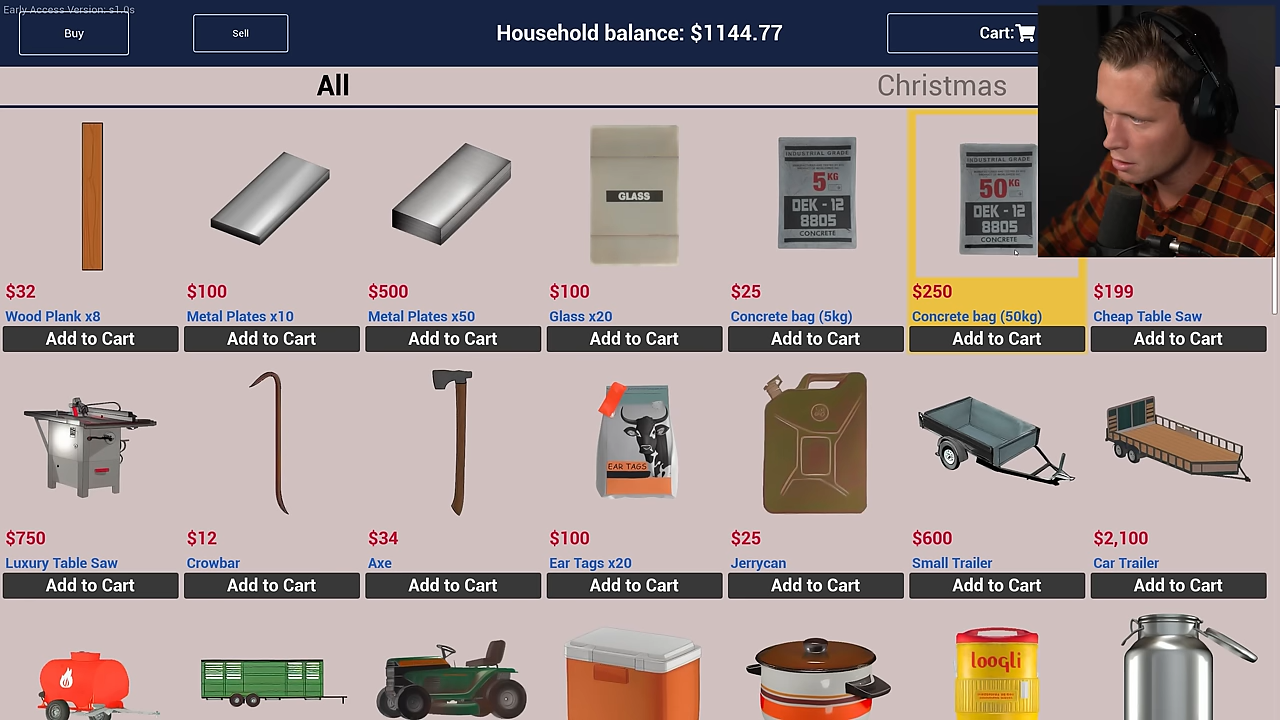 Early Access Version: s1.0s
Buy
Sell
Household balance: $1144.77
Cart:
All
Christmas
GLASS
INDUSTRIAL GRADE
5KG
DEK - 12
8805
CONCRETE
INDUSTRIAL GRADE
50KG
DEK - 12
8805
CONCRETE
$32
$100
$500
$100
$25
$250
$199
Wood Plank x8
Metal Plates x10
Metal Plates x50
Glass x20
Concrete bag (5kg)
Concrete bag (50kg)
Cheap Table Saw
Add to Cart
Add to Cart
Add to Cart
Add to Cart
Add to Cart
Add to Cart
Add to Cart
EAR TAGS
$750
$12
$34
$100
$25
$600
$2,100
Luxury Table Saw
Crowbar
Axe
Ear Tags x20
Jerrycan
Small Trailer
Car Trailer
Add to Cart
Add to Cart
Add to Cart
Add to Cart
Add to Cart
Add to Cart
Add to Cart
loogli